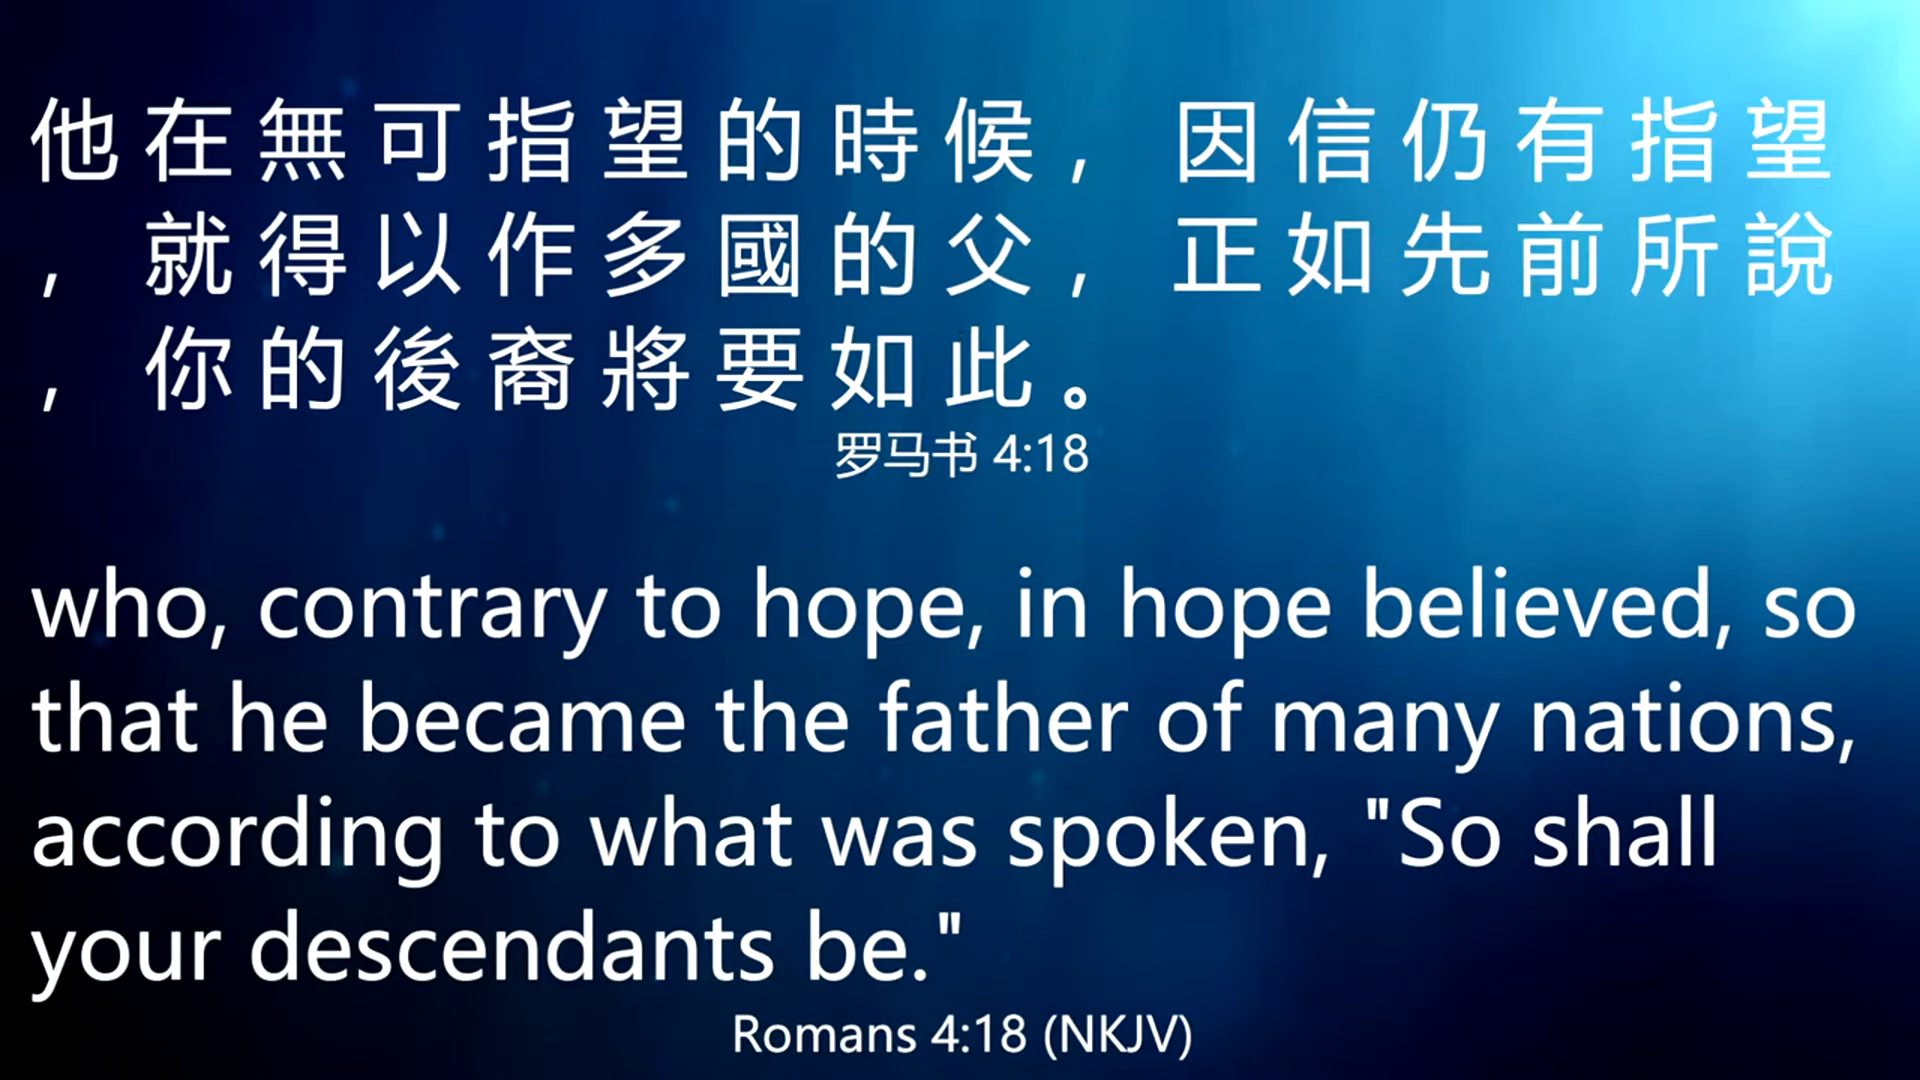 他在無可指望的時候，因信仍有指望
，就得以作多國的父，正如先前所說
，你的後裔將要如此。
罗马书 4:18
who, contrary to hope, in hope believed, so
that he became the father of many nations,
according to what was spoken, "So shall
your descendants be."
Romans 4:18 (NKJV)